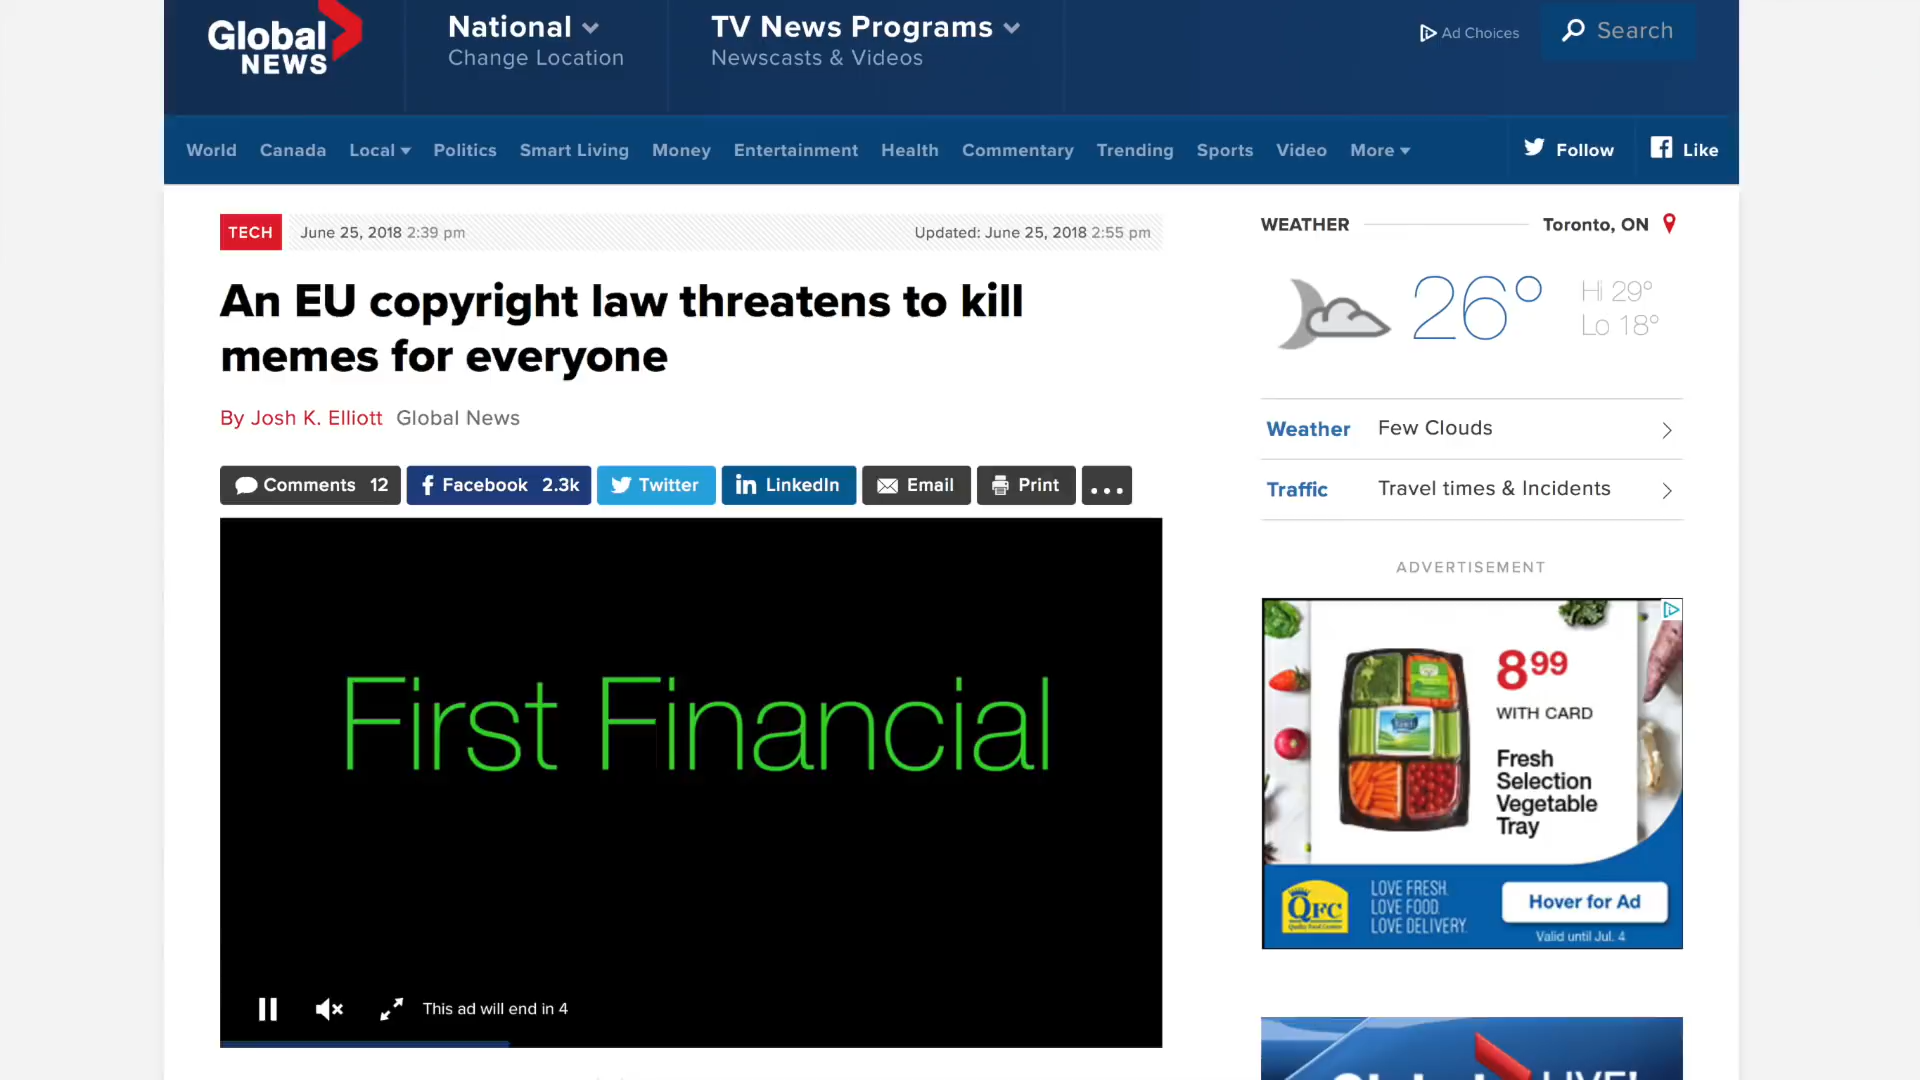 Global
NEWS
National
Change Location
TV News Programs
Newscasts & Videos
Ad Choices
Search
World Canada Local Politics Smart Living Money Entertainment Health Commentary Trending Sports Video More Follow Like
TECH June 25, 2018 2:39 pm Updated: June 25, 2018 2:55 pm
An EU copyright law threatens to kill
memes for everyone
By Josh K. Elliott Global News
Comments 12 Facebook 2.3k Twitter LinkedIn Email Print ...
First Financial
This ad will end in 4
WEATHER Toronto, ON
26° Hi 29°
Lo 18°
Weather Few Clouds
Traffic Travel times & Incidents
ADVERTISEMENT
8 99
WITH CARD
Fresh
Selection
Vegetable
Tray
QFC
LOVE FRESH.
LOVE FOOD.
LOVE DELIVERY.
Hover for Ad
Valid until Jul. 4
Global LIVE!